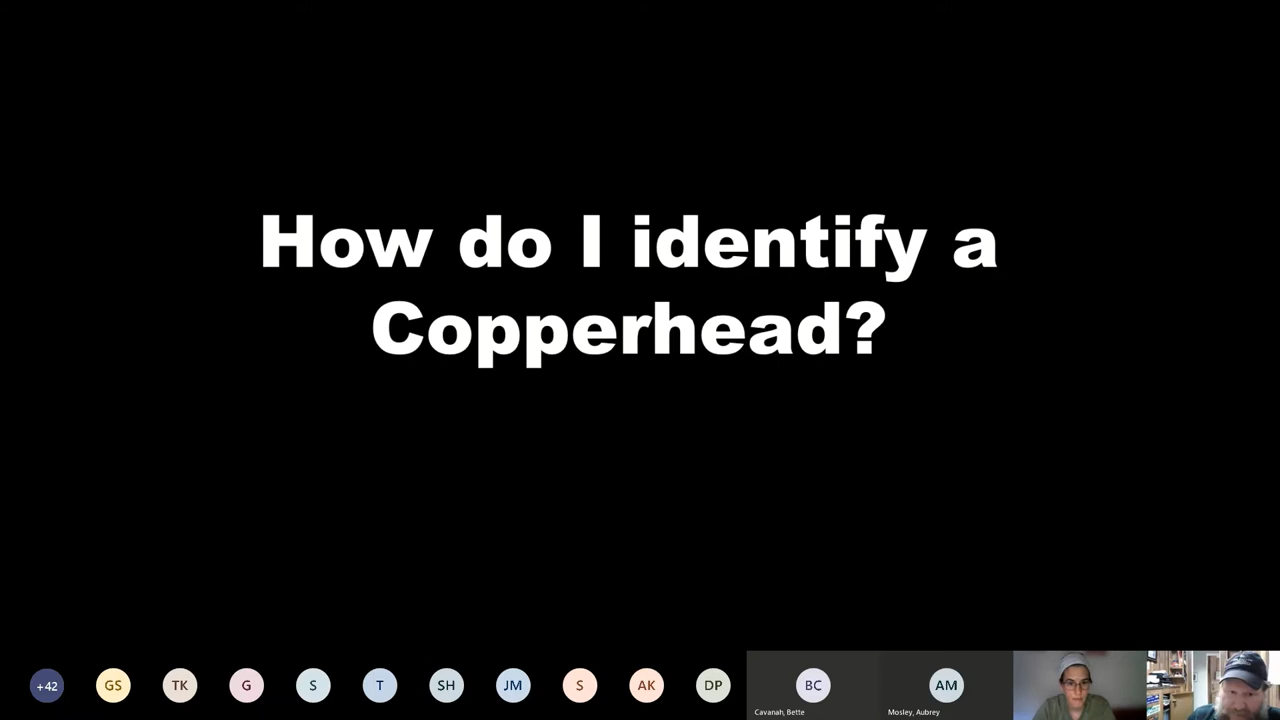 How do I identify a
Copperhead?
+42
GS
TK
G
S
T
SH
JM
S
AK
DP
BC
AM
Cavanah, Bette
Mosley, Aubrey